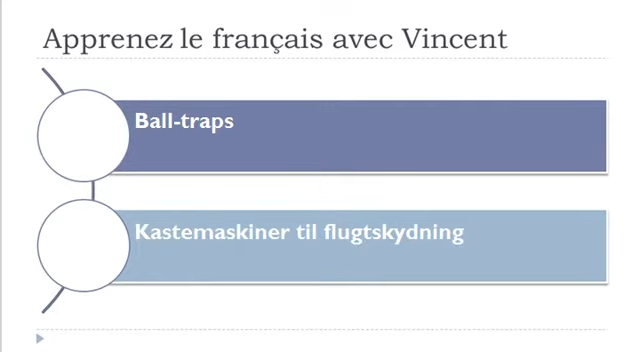 Apprenez le français avec Vincent
Ball-traps
Kastemaskiner til flugtskydning